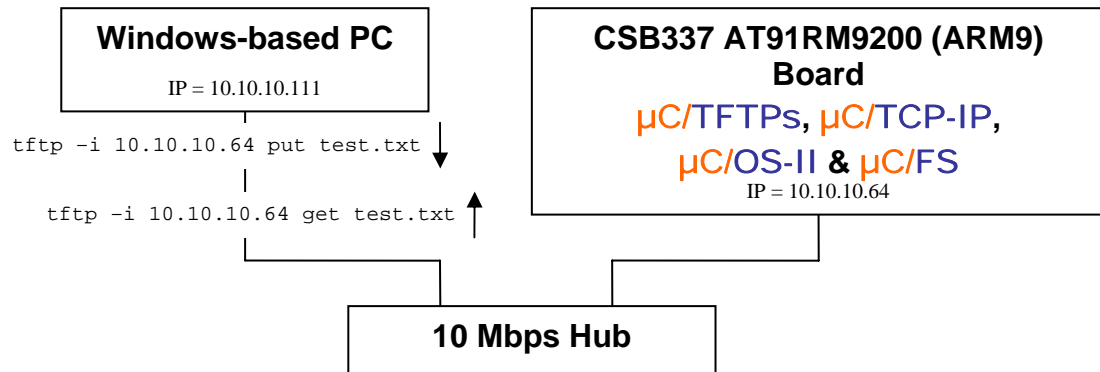 Windows-based PC
IP = 10.10.10.111
tftp –i 10.10.10.64 put test.txt
tftp –i 10.10.10.64 get test.txt
CSB337 AT91RM9200 (ARM9)
Board
µC/TFTPs, µC/TCP-IP,
µC/OS-II & µC/FS
IP = 10.10.10.64
10 Mbps Hub